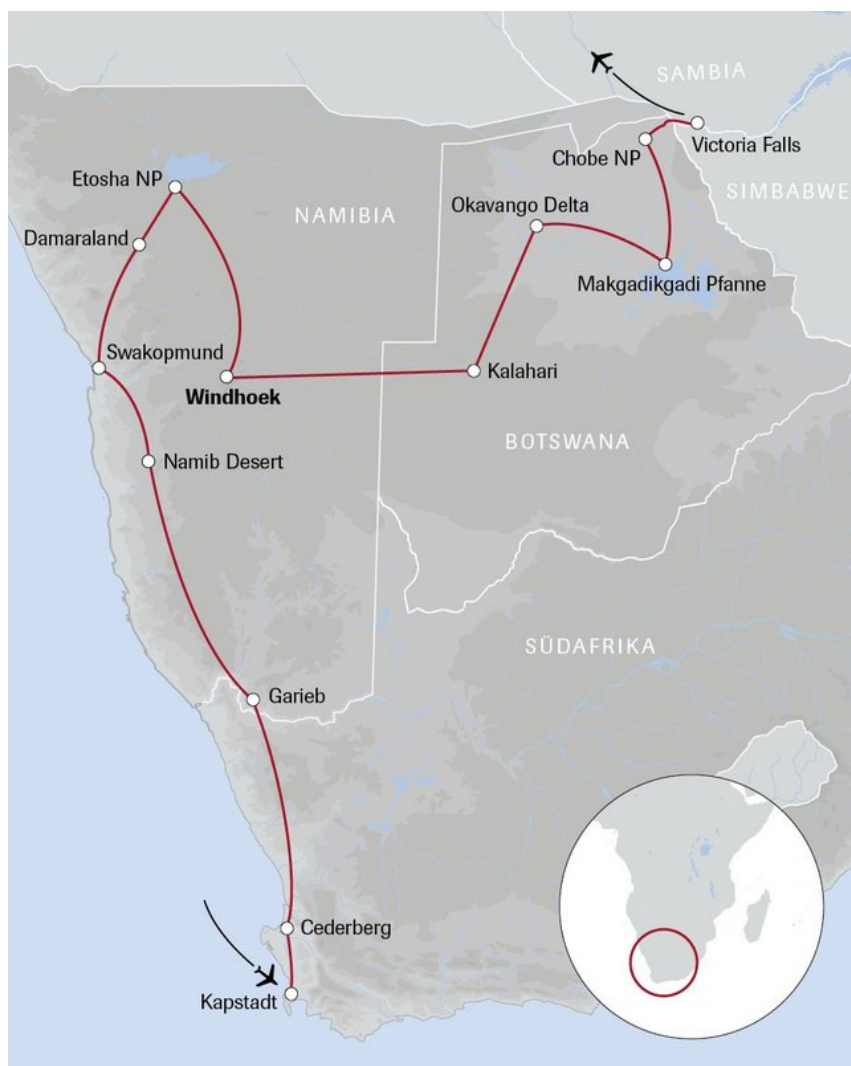 SAMBIA
Victoria Falls
Chobe NP
SIMBABWE
Etosha NP
NAMIBIA
Okavango Delta
Damaraland
Makgadikgadi Pfanne
Swakopmund
Kalahari
Windhoek
BOTSWANA
Namib Desert
SÜDAFRIKA
Garieb
Cederberg
Kapstadt